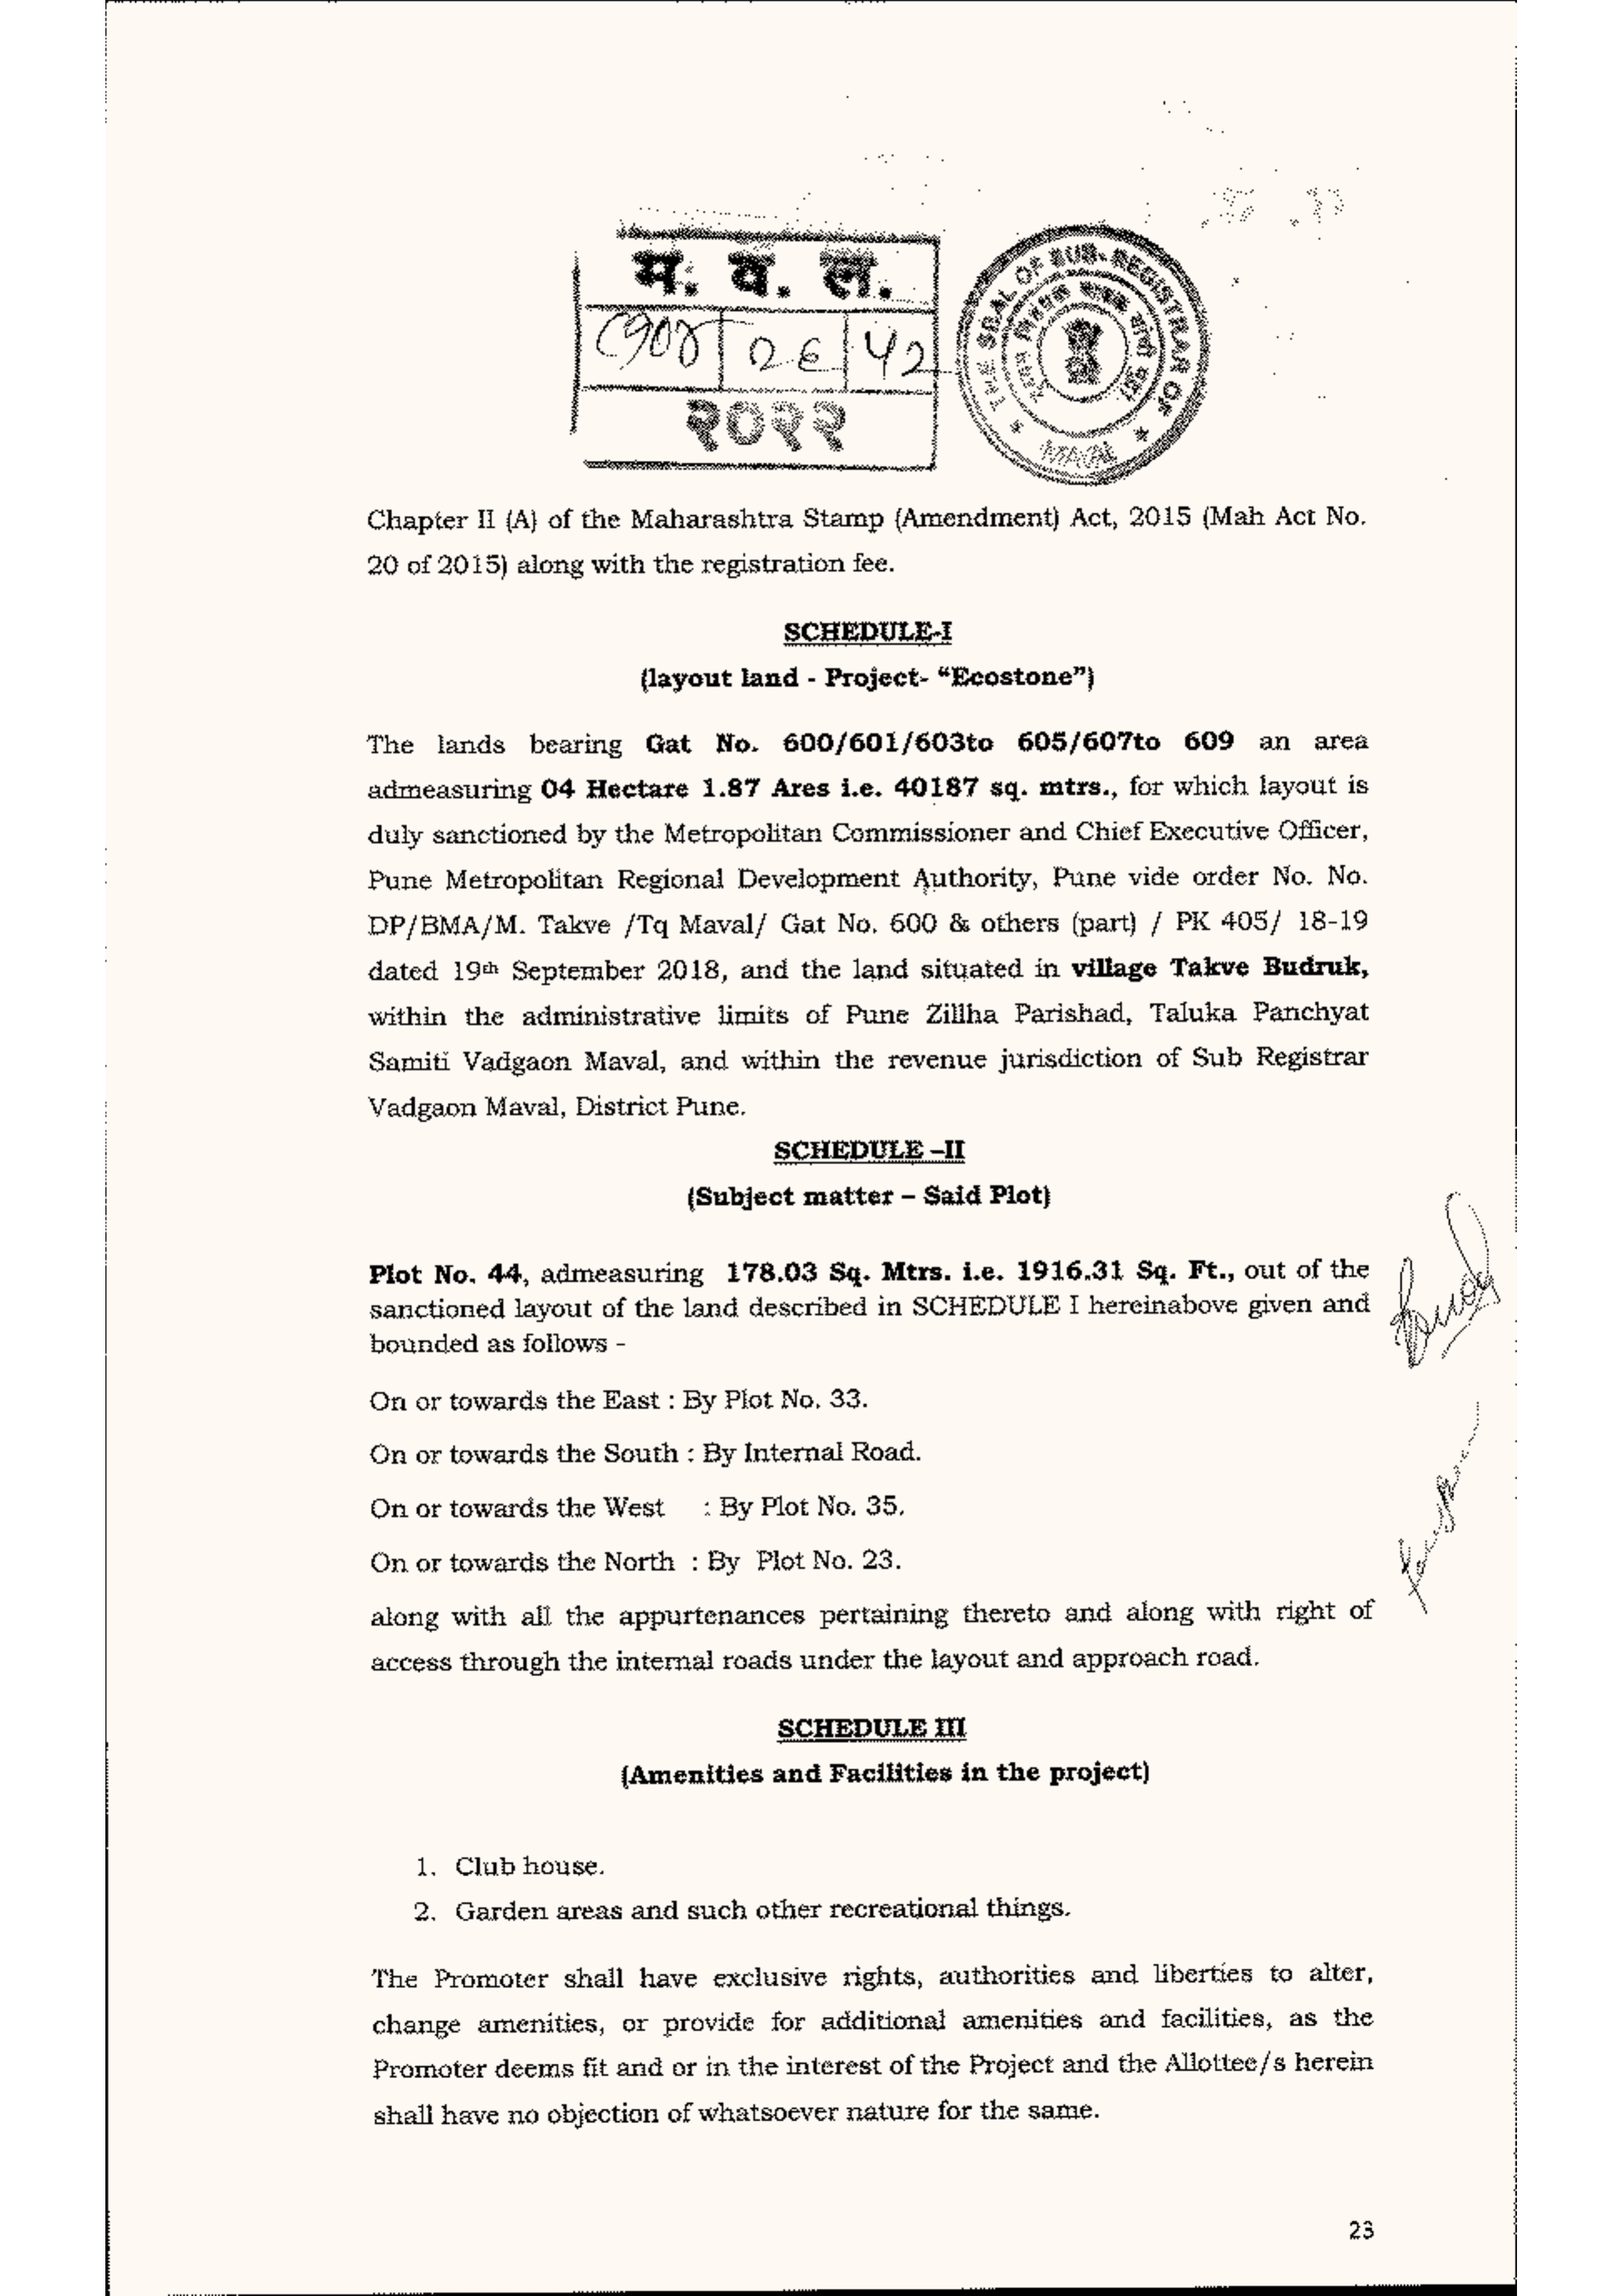 म. व. ल.
२०२२
THE SEAL OF SUB-REGISTRAR OF
MAVAL
Chapter II (A) of the Maharashtra Stamp (Amendment) Act, 2015 (Mah Act No.
20 of 2015) along with the registration fee.
SCHEDULE-I
(layout land - Project- “Ecostone”)
The lands bearing Gat No. 600/601/603to 605/607to 609 an area
admeasuring 04 Hectare 1.87 Ares i.e. 40187 sq. mtrs., for which layout is
duly sanctioned by the Metropolitan Commissioner and Chief Executive Officer,
Pune Metropolitan Regional Development Authority, Pune vide order No. No.
DP/BMA/M. Takve /Tq Maval/ Gat No. 600 & others (part) / PK 405/ 18-19
dated 19th September 2018, and the land situated in village Takve Budruk,
within the administrative limits of Pune Zillha Parishad, Taluka Panchyat
Samiti Vadgaon Maval, and within the revenue jurisdiction of Sub Registrar
Vadgaon Maval, District Pune.
SCHEDULE –II
(Subject matter – Said Plot)
Plot No. 44, admeasuring 178.03 Sq. Mtrs. i.e. 1916.31 Sq. Ft., out of the
sanctioned layout of the land described in SCHEDULE I hereinabove given and
bounded as follows -
On or towards the East : By Plot No. 33.
On or towards the South : By Internal Road.
On or towards the West : By Plot No. 35.
On or towards the North : By Plot No. 23.
along with all the appurtenances pertaining thereto and along with right of
access through the internal roads under the layout and approach road.
SCHEDULE III
(Amenities and Facilities in the project)
1. Club house.
2. Garden areas and such other recreational things.
The Promoter shall have exclusive rights, authorities and liberties to alter,
change amenities, or provide for additional amenities and facilities, as the
Promoter deems fit and or in the interest of the Project and the Allottee/s herein
shall have no objection of whatsoever nature for the same.
23